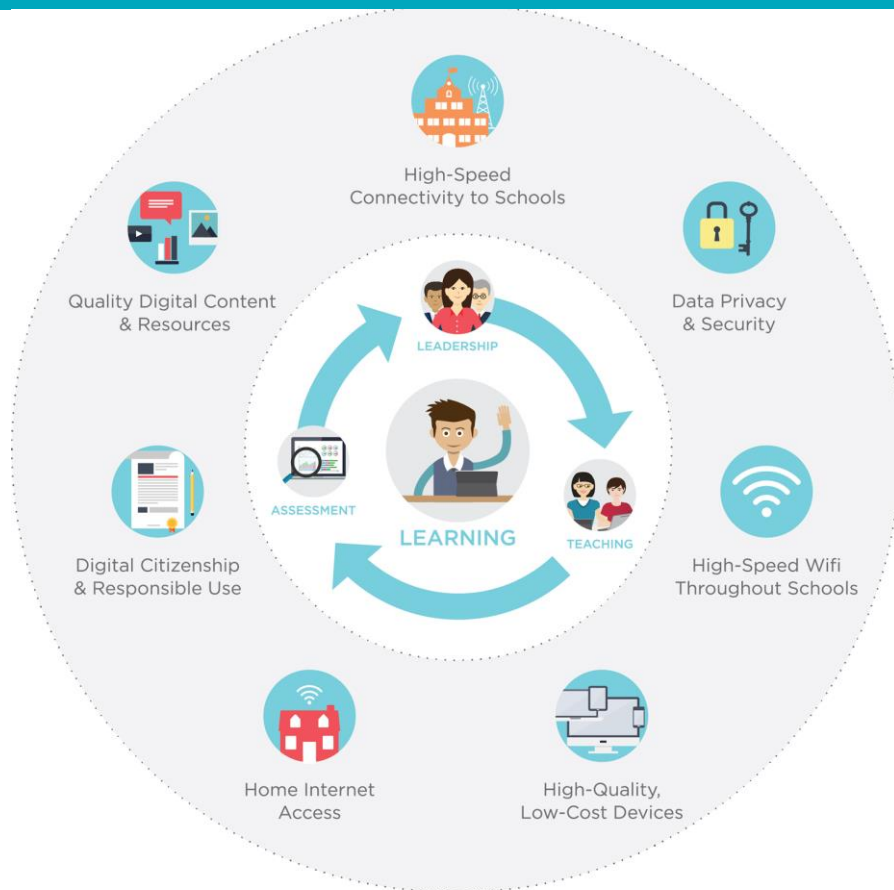 High-Speed
Connectivity to Schools
Data Privacy
& Security
High-Speed Wifi
Throughout Schools
High-Quality,
Low-Cost Devices
Home Internet
Access
Digital Citizenship
& Responsible Use
Quality Digital Content
& Resources
LEADERSHIP
TEACHING
ASSESSMENT
LEARNING